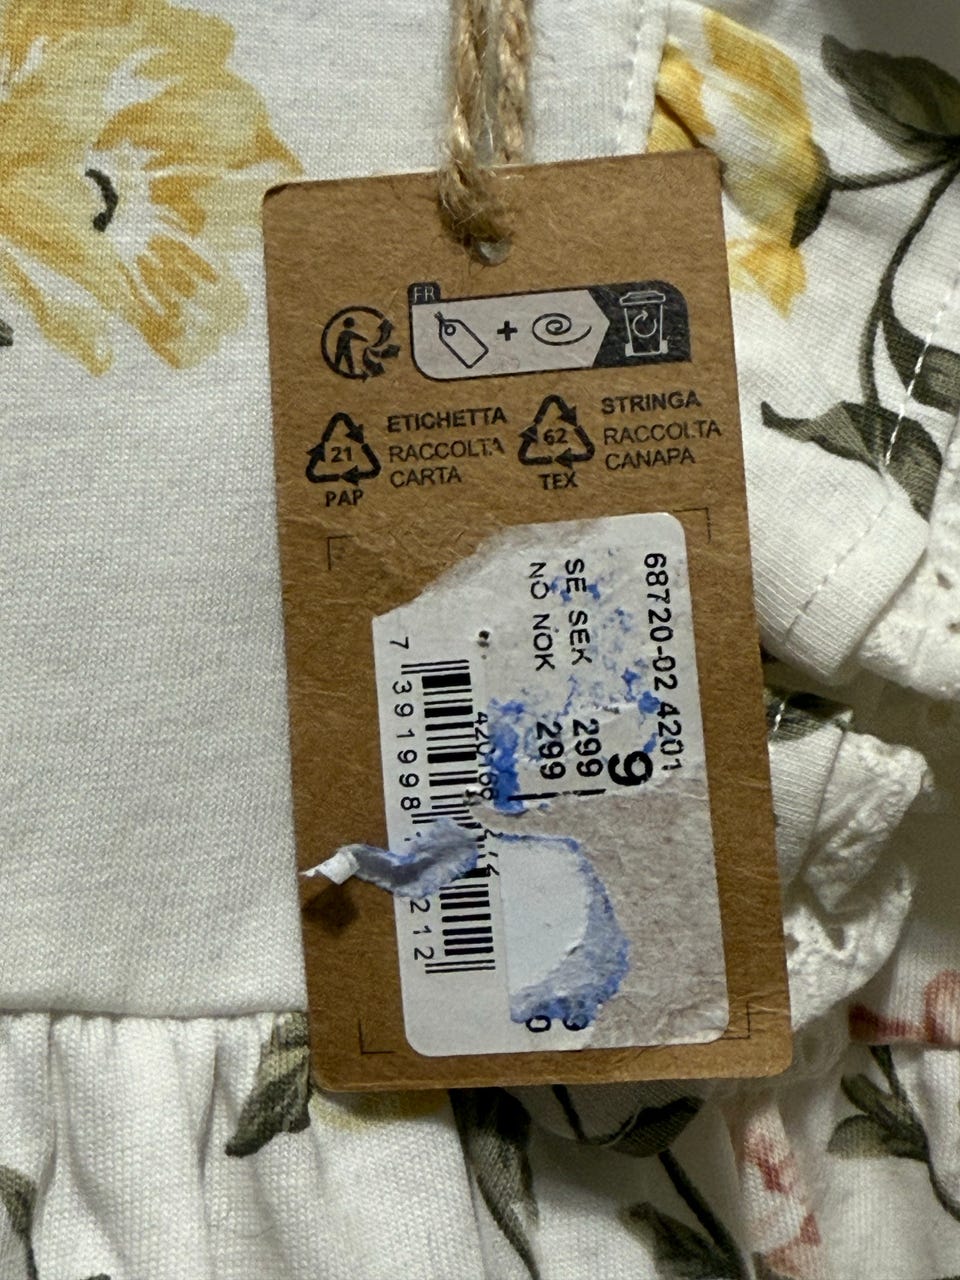 FR
+
21
PAP
ETICHETTA
RACCOLTA
CARTA
62
TEX
STRINGA
RACCOLTA
CANAPA
68720-02 4201
9
SE SEK 299
NO NOK 299
7 391998
212